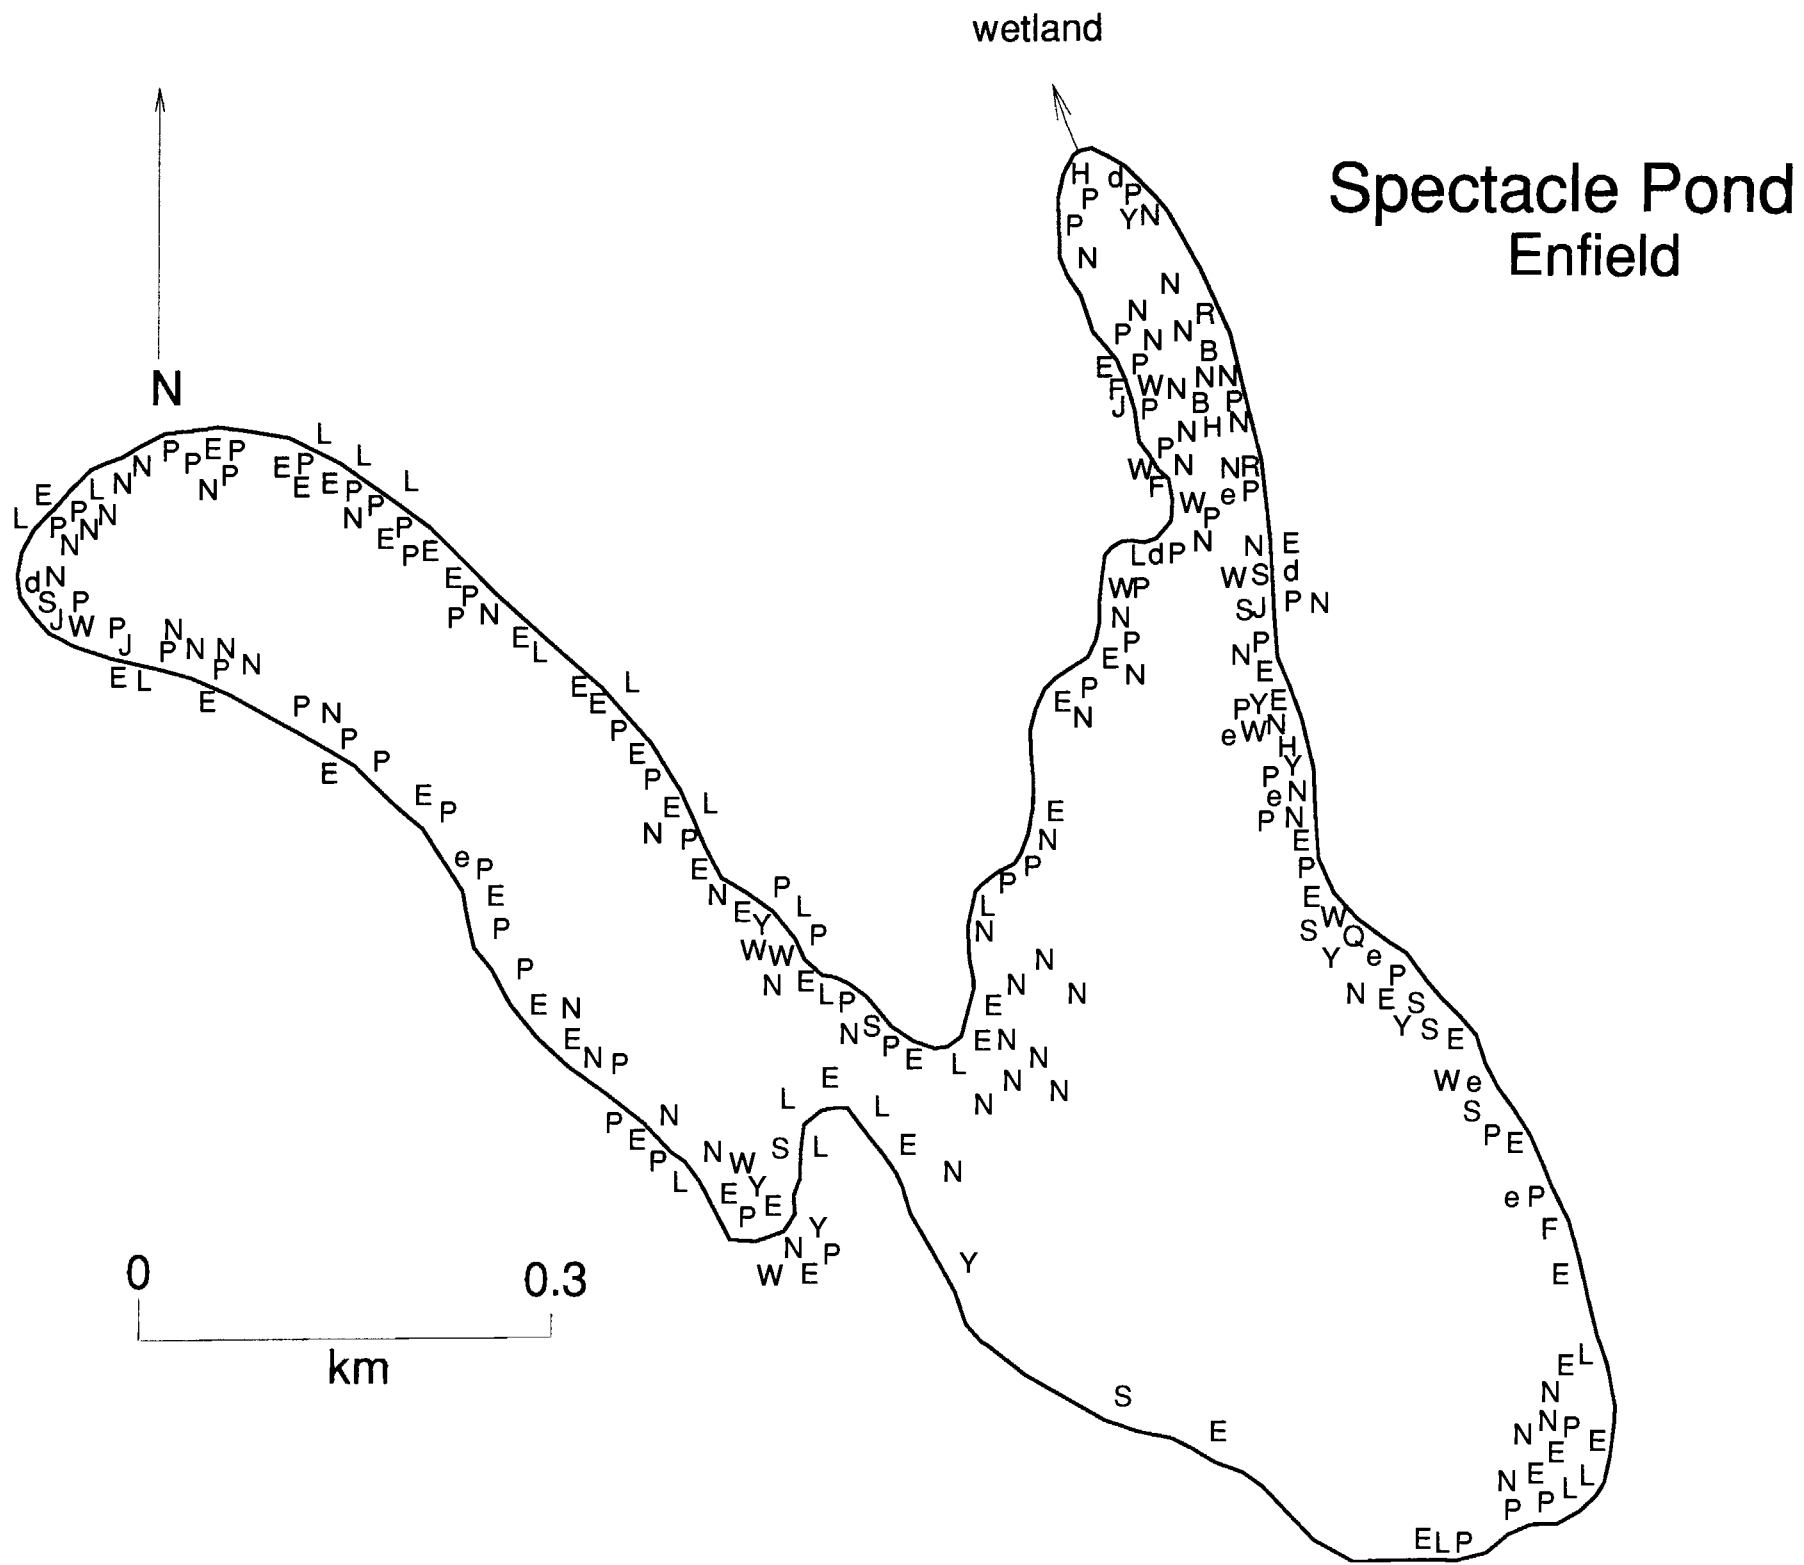 wetland
Spectacle Pond
Enfield
N
H d
P P
P Y N
N
N
N R
P N N
B
E P
W N N N
F
J P B P
N H N
P
W N N R
F
W e P
P
N
L d P
N E
W S d
S J P N
W P
N
P
E N
N P
E
E P
N
P Y E
e W N
H
Y
P
e N
P N
E
P
E
W
S Q
Y e
P
N E S
Y S E
W e
S
P E
e P
F
E
E L
N
N P
N E
E
N E L L
P P
E L P
L
P P E P L
L N N E P L
E N P E E P
L P P N N N P N P
N E P
d N P E
S P E
J W P P P N
J N E L
P N N N
E L P N
E
P N
P
E P
E P
e P
E
P
P
E N
E N P
N
P E
P
L
E L
E
P
E
P
E L
N P
E P
N L
E Y P
W W
N E L P
N S P E
L
E
L L
E
N
N W S L
Y
E E
P
Y
N P
W E
E
N
P P
L
N
N
N N
E
E N N
N
N N
Y
S
E
0 0.3
km